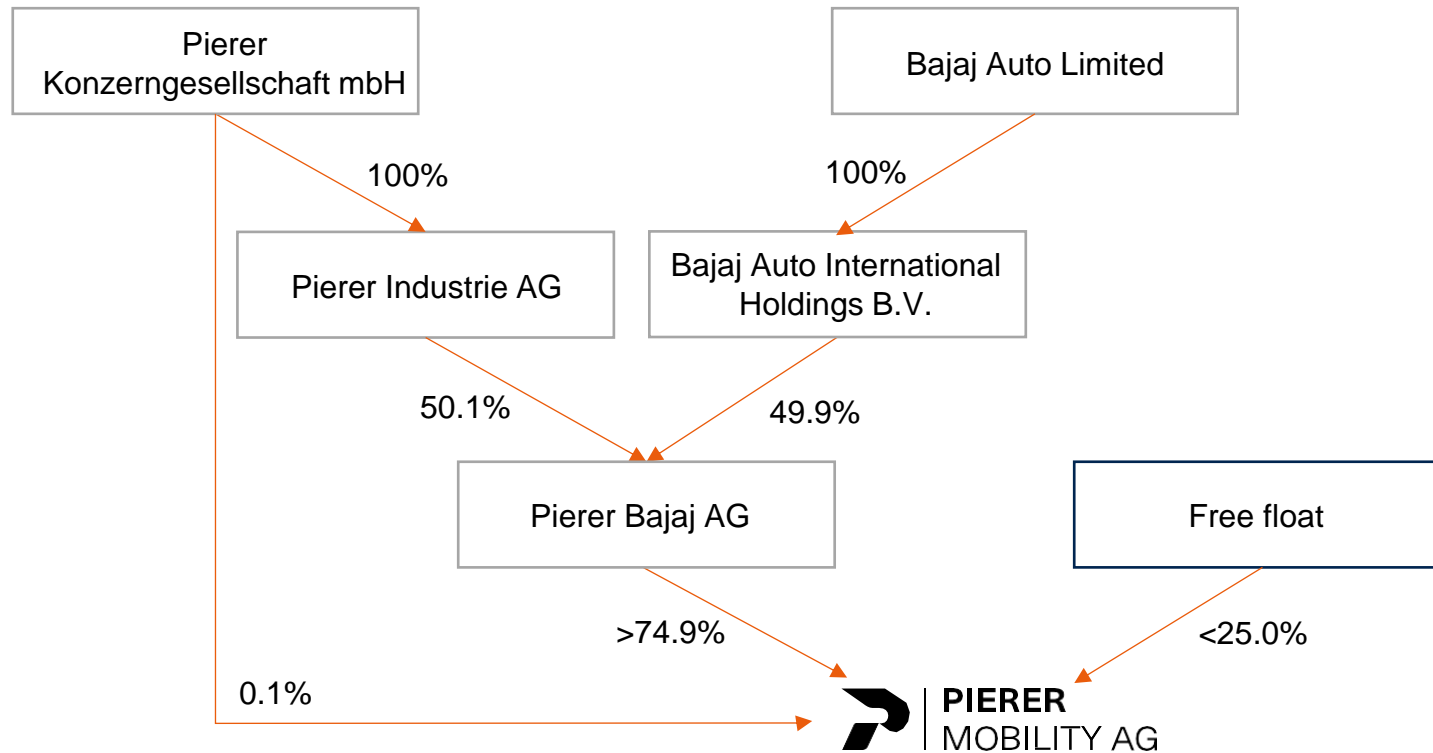 Pierer
Konzerngesellschaft mbH
Bajaj Auto Limited
100%
100%
Pierer Industrie AG
Bajaj Auto International
Holdings B.V.
50.1%
49.9%
Pierer Bajaj AG
Free float
>74.9%
<25.0%
0.1%
PIERER
MOBILITY AG